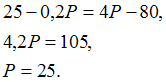 25−0,2P = 4P−80,
4,2P = 105,
P = 25.